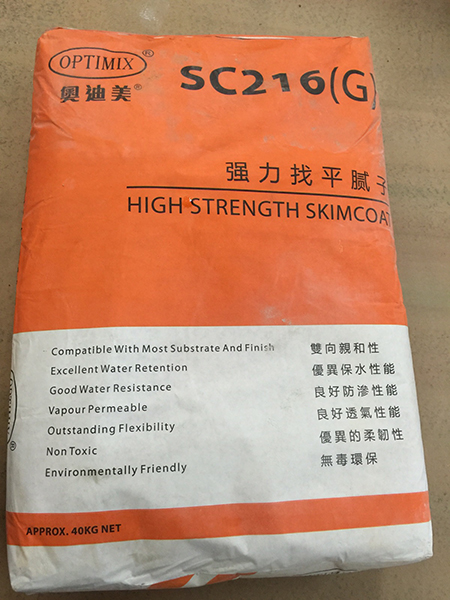 OPTIMIX®
奥迪美®
SC216(G)
强力找平腻子
HIGH STRENGTH SKIMCOAT
Compatible With Most Substrate And Finish
Excellent Water Retention
Good Water Resistance
Vapour Permeable
Outstanding Flexibility
Non Toxic
Environmentally Friendly
雙向親和性
優異保水性能
良好防滲性能
良好透氣性能
優異的柔韌性
無毒環保
APPROX. 40KG NET